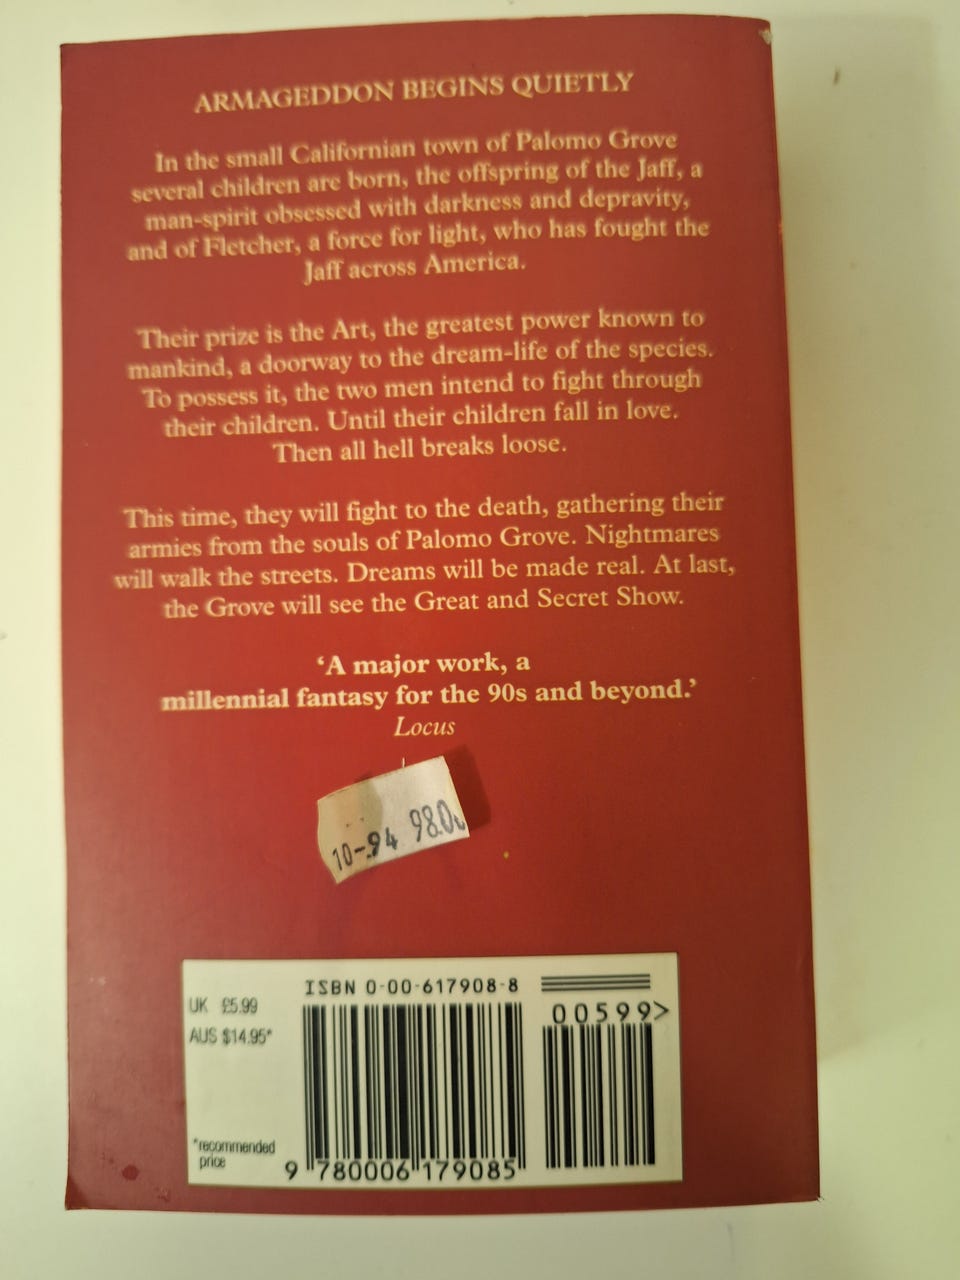 ARMAGEDDON BEGINS QUIETLY
In the small Californian town of Palomo Grove
several children are born, the offspring of the Jaff, a
man-spirit obsessed with darkness and depravity,
and of Fletcher, a force for light, who has fought the
Jaff across America.
Their prize is the Art, the greatest power known to
mankind, a doorway to the dream-life of the species.
To possess it, the two men intend to fight through
their children. Until their children fall in love.
Then all hell breaks loose.
This time, they will fight to the death, gathering their
armies from the souls of Palomo Grove. Nightmares
will walk the streets. Dreams will be made real. At last,
the Grove will see the Great and Secret Show.
‘A major work, a
millennial fantasy for the 90s and beyond.’
Locus
10-94 98.00
ISBN 0-00-617908-8
UK £5.99
AUS $14.95*
*recommended
price
00599>
9 780006 179085